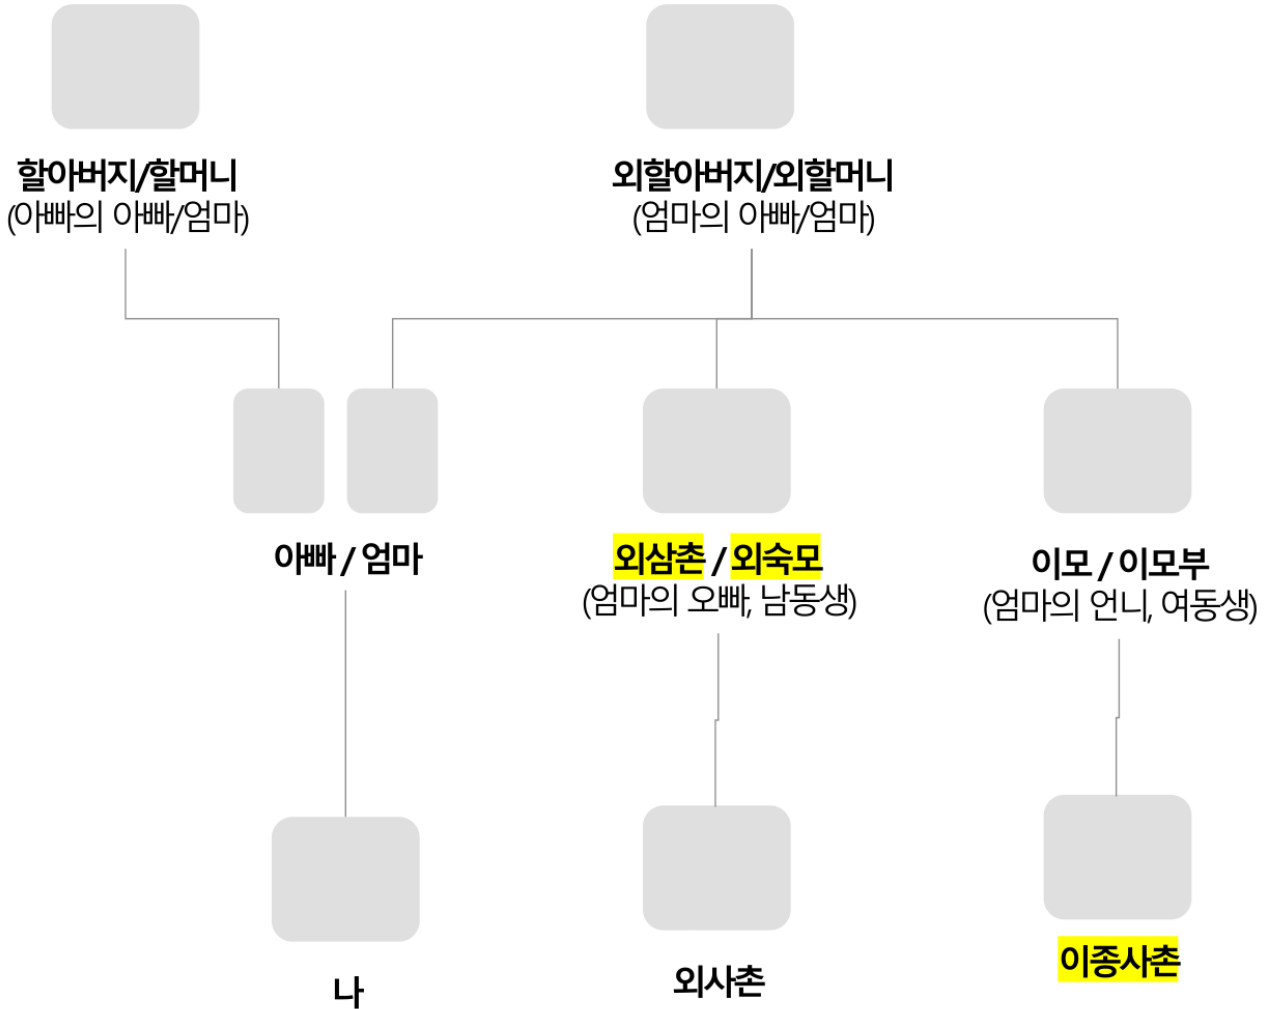 할아버지/할머니
(아빠의 아빠/엄마)
외할아버지/외할머니
(엄마의 아빠/엄마)
아빠 / 엄마
외삼촌 / 외숙모
(엄마의 오빠, 남동생)
이모 / 이모부
(엄마의 언니, 여동생)
나
외사촌
이종사촌